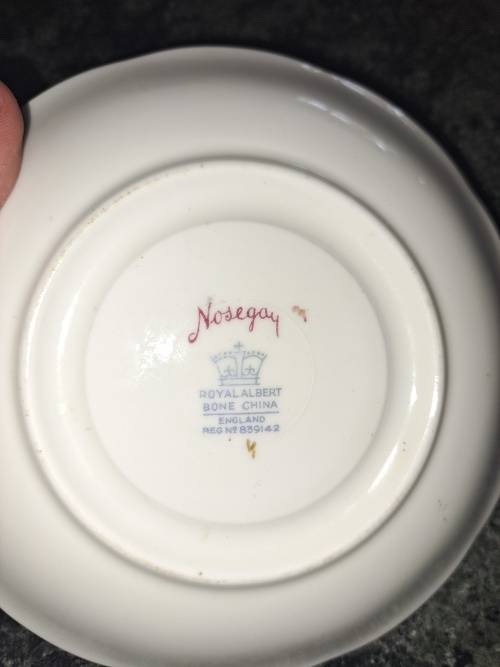 Nosegay
ROYAL ALBERT
BONE CHINA
ENGLAND
REG Nº 839142